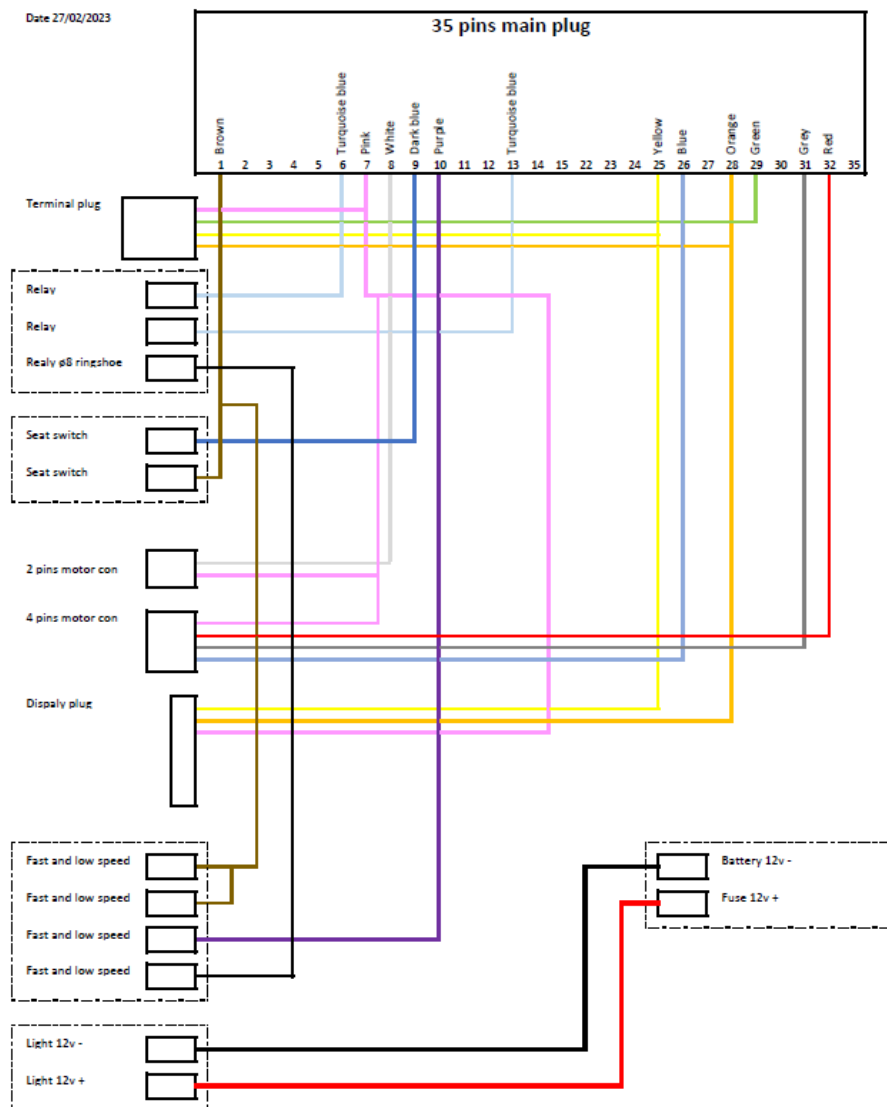 Date 27/02/2023
35 pins main plug
Brown
Turquoise blue
Pink
White
Dark blue
Purple
Turquoise blue
Yellow
Blue
Orange
Green
Grey
Red
1 2 3 4 5 6 7 8 9 10 11 12 13 14 15 22 23 24 25 26 27 28 29 30 31 32 35
Terminal plug
Relay
Relay
Realy ø8 ringshoe
Seat switch
Seat switch
2 pins motor con
4 pins motor con
Dispaly plug
Fast and low speed
Battery 12v -
Fast and low speed
Fuse 12v +
Fast and low speed
Fast and low speed
Light 12v -
Light 12v +